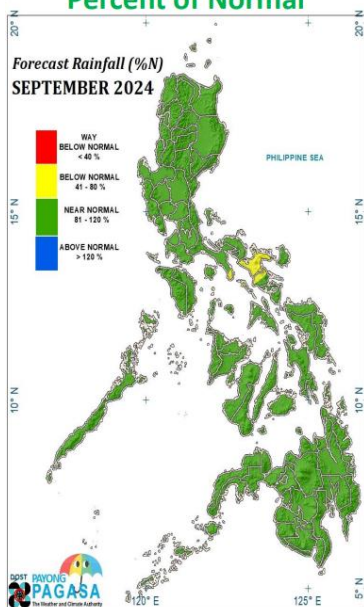 Percent of Normal
20° N
20° N
Forecast Rainfall (%N)
SEPTEMBER 2024
WAY
BELOW NORMAL
< 40 %
BELOW NORMAL
41 - 80 %
NEAR NORMAL
81 - 120 %
ABOVE NORMAL
> 120 %
PHILIPPINE SEA
15° N
15° N
10° N
10° N
5° N
5° N
DOST
PAYONG
PAGASA
The Weather and Climate Authority
120° E
125° E